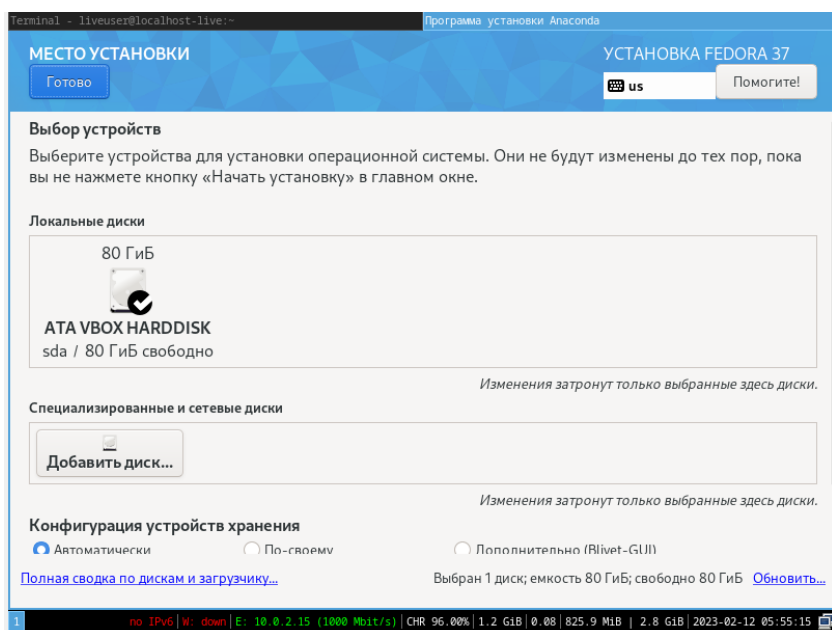 Terminal - liveuser@localhost-live:~ Программа установки Anaconda
МЕСТО УСТАНОВКИ УСТАНОВКА FEDORA 37
Готово us Помогите!
Выбор устройств
Выберите устройства для установки операционной системы. Они не будут изменены до тех пор, пока
вы не нажмете кнопку «Начать установку» в главном окне.
Локальные диски
80 ГиБ
ATA VBOX HARDDISK
sda / 80 ГиБ свободно
Изменения затронут только выбранные здесь диски.
Специализированные и сетевые диски
Добавить диск...
Изменения затронут только выбранные здесь диски.
Конфигурация устройств хранения
Автоматически По-своему Дополнительно (Blivet-GUI)
Полная сводка по дискам и загрузчику... Выбран 1 диск; емкость 80 ГиБ; свободно 80 ГиБ Обновить...
1 no IPv6 | W: down | E: 10.0.2.15 (1000 Mbit/s) | CHR 96.00% | 1.2 GiB | 0.08 | 825.9 MiB | 2.8 GiB | 2023-02-12 05:55:15